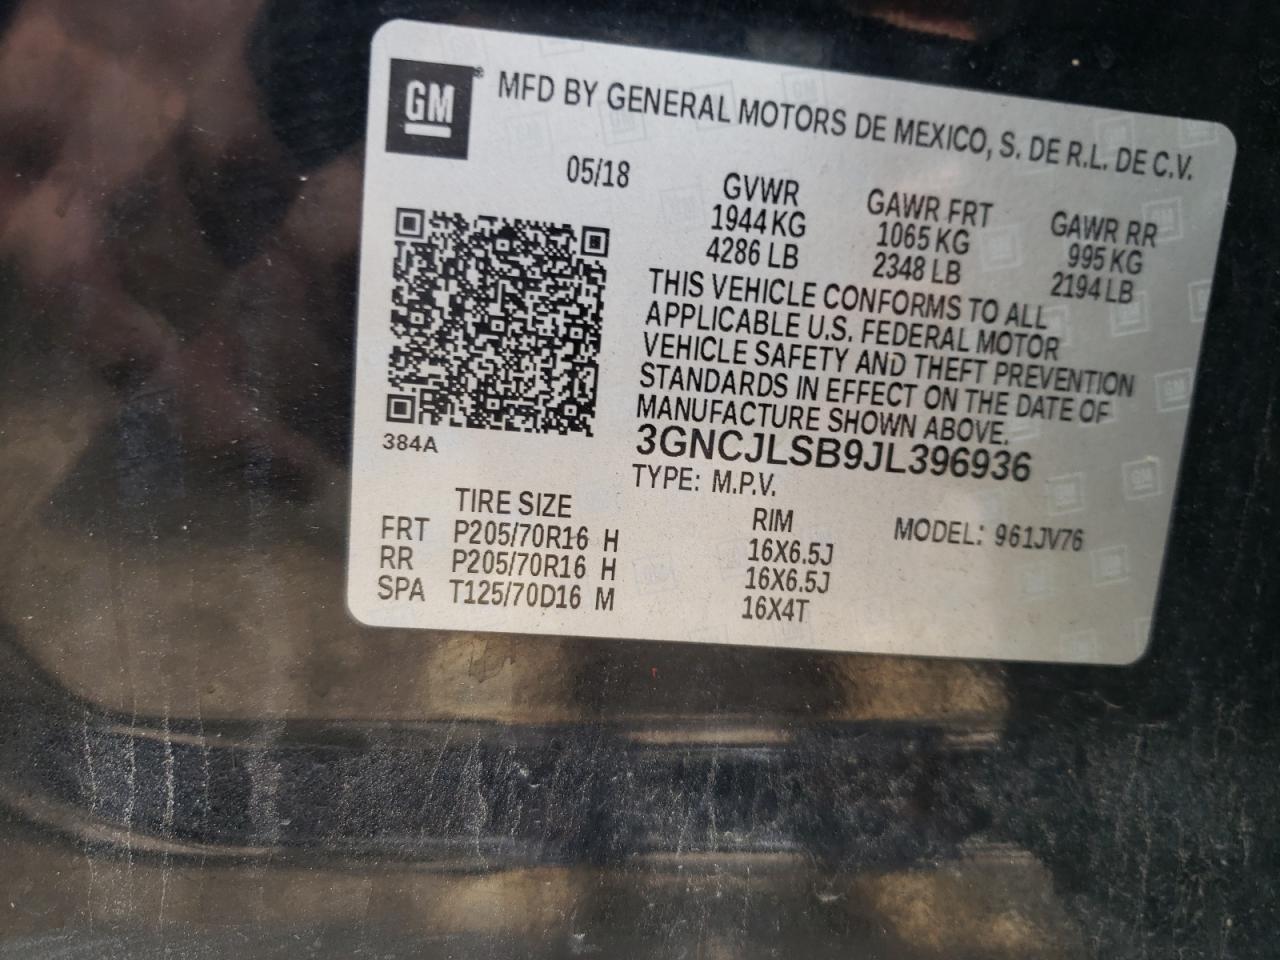 GM
MFD BY GENERAL MOTORS DE MEXICO, S. DE R.L. DE C.V.
05/18
GVWR GAWR FRT GAWR RR
1944 KG 1065 KG 995 KG
4286 LB 2348 LB 2194 LB
THIS VEHICLE CONFORMS TO ALL
APPLICABLE U.S. FEDERAL MOTOR
VEHICLE SAFETY AND THEFT PREVENTION
STANDARDS IN EFFECT ON THE DATE OF
MANUFACTURE SHOWN ABOVE.
384A
3GNCJLSB9JL396936
TYPE: M.P.V.
TIRE SIZE RIM MODEL: 961JV76
FRT P205/70R16 H 16X6.5J
RR P205/70R16 H 16X6.5J
SPA T125/70D16 M 16X4T